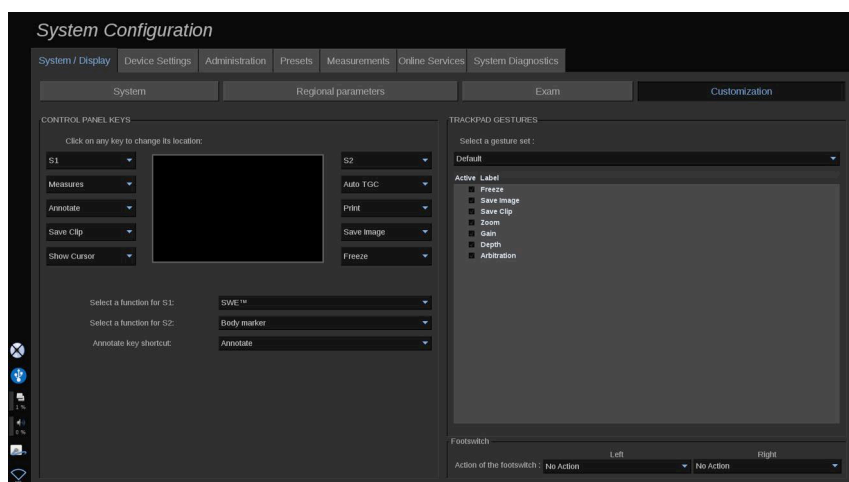 System Configuration
System / Display Device Settings Administration Presets Measurements Online Services System Diagnostics
System Regional parameters Exam Customization
CONTROL PANEL KEYS
Click on any key to change its location:
S1 S2
Measures Auto TGC
Annotate Print
Save Clip Save Image
Show Cursor Freeze
Select a function for S1: SWE™
Select a function for S2: Body marker
Annotate key shortcut: Annotate
TRACKPAD GESTURES
Select a gesture set :
Default
Active Label
Freeze
Save Image
Save Clip
Zoom
Gain
Depth
Arbitration
Footswitch
Left Right
Action of the footswitch : No Action No Action
1 %
0 %